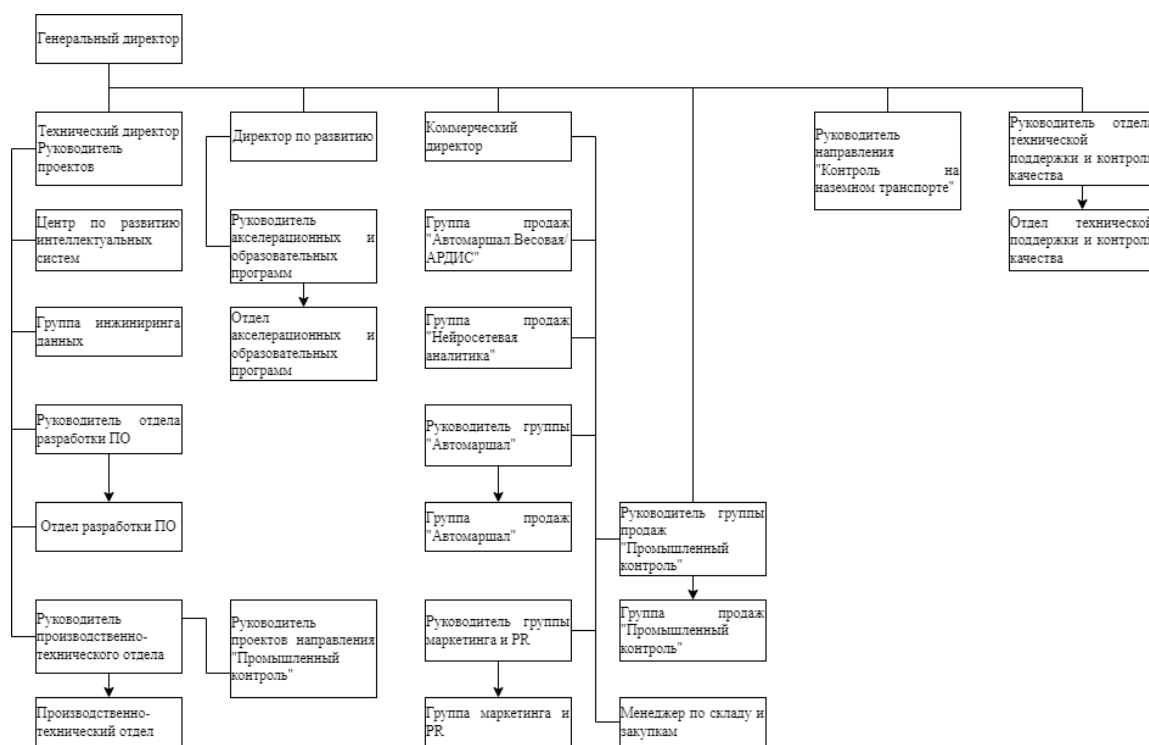 Генеральный директор
Технический директор
Руководитель
проектов
Директор по развитию
Коммерческий
директор
Руководитель
направления
"Контроль на
наземном транспорте"
Руководитель отдела
технической
поддержки и контроля
качества
Центр по развитию
интеллектуальных
систем
Руководитель
акселерационных и
образовательных
программ
Группа продаж
"Автомаршал.Весовая/
АРДИС"
Отдел технической
поддержки и контроля
качества
Группа инжиниринга
данных
Отдел
акселерационных и
образовательных
программ
Группа продаж
"Нейросетевая
аналитика"
Руководитель отдела
разработки ПО
Руководитель группы
"Автомаршал"
Отдел разработки ПО
Группа продаж
"Автомаршал"
Руководитель группы
продаж
"Промышленный
контроль"
Руководитель
производственно-
технического отдела
Руководитель
проектов направления
"Промышленный
контроль"
Руководитель группы
маркетинга и PR
Группа продаж
"Промышленный
контроль"
Производственно-
технический отдел
Группа маркетинга и
PR
Менеджер по складу и
закупкам